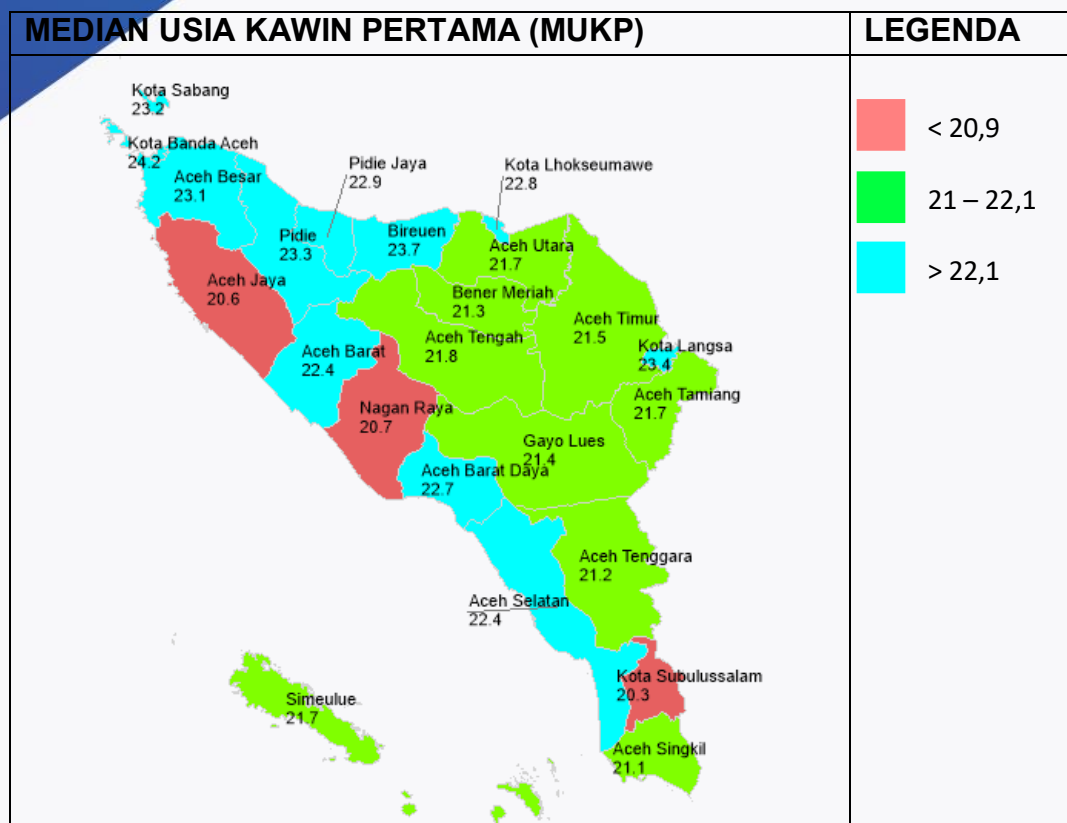 MEDIAN USIA KAWIN PERTAMA (MUKP)
LEGENDA
Kota Sabang
23.2
Kota Banda Aceh
24.2
Aceh Besar
23.1
Pidie Jaya
22.9
Kota Lhokseumawe
22.8
Pidie
23.3
Bireuen
23.7
Aceh Utara
21.7
Aceh Jaya
20.6
Bener Meriah
21.3
Aceh Timur
21.5
Aceh Tengah
21.8
Kota Langsa
23.4
Aceh Barat
22.4
Aceh Tamiang
21.7
Nagan Raya
20.7
Gayo Lues
21.4
Aceh Barat Daya
22.7
Aceh Tenggara
21.2
Aceh Selatan
22.4
Kota Subulussalam
20.3
Simeulue
21.7
Aceh Singkil
21.1
< 20,9
21 – 22,1
> 22,1